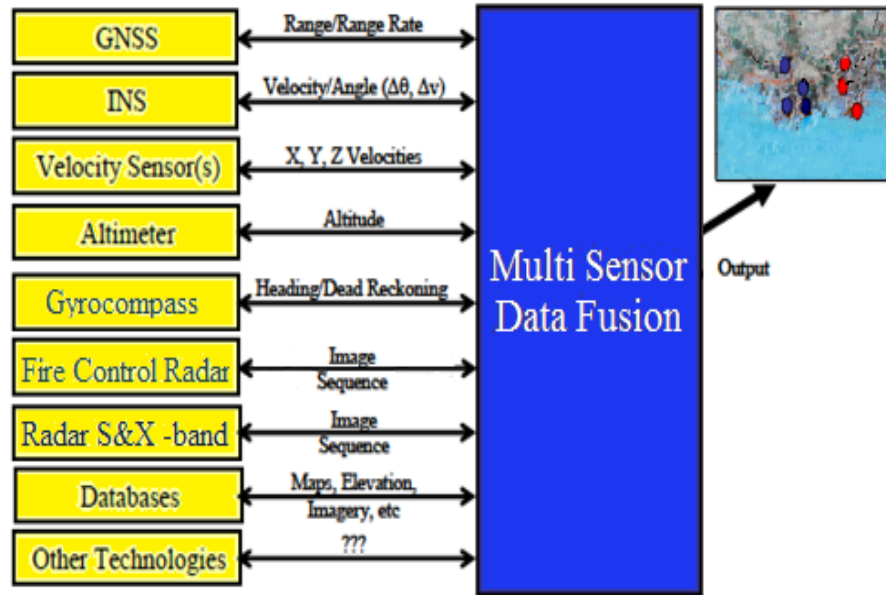 GNSS
Range/Range Rate
INS
Velocity/Angle (Δθ, Δv)
Velocity Sensor(s)
X, Y, Z Velocities
Altimeter
Altitude
Gyrocompass
Heading/Dead Reckoning
Fire Control Radar
Image
Sequence
Radar S&X -band
Image
Sequence
Databases
Maps, Elevation,
Imagery, etc
Other Technologies
???
Multi Sensor
Data Fusion
Output